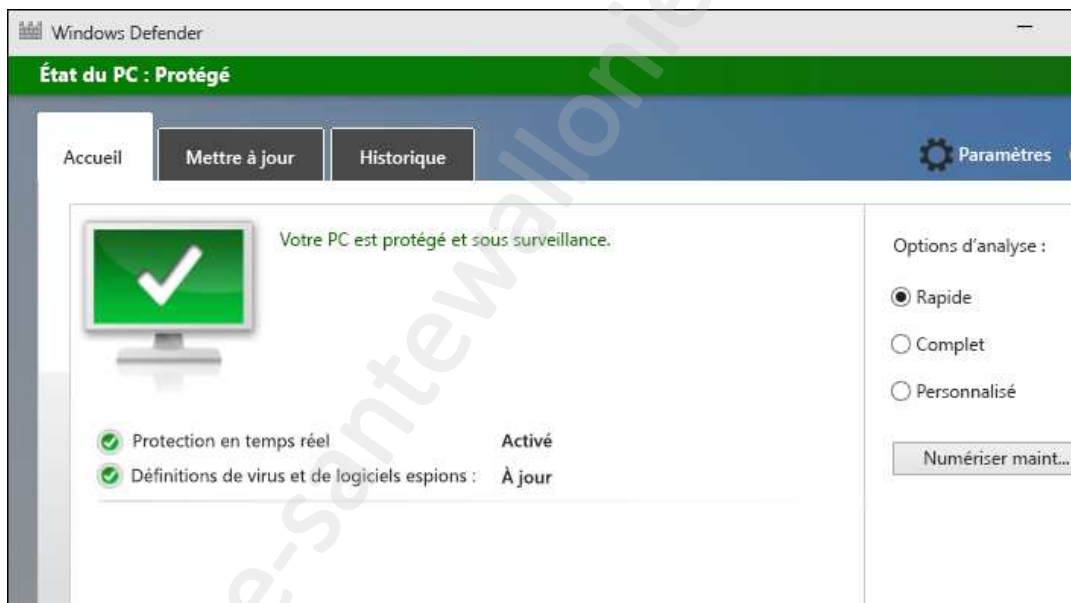 Windows Defender
État du PC : Protégé
Accueil
Mettre à jour
Historique
Paramètres
Votre PC est protégé et sous surveillance.
Options d'analyse :
Rapide
Complet
Personnalisé
Protection en temps réel Activé
Définitions de virus et de logiciels espions : À jour
Numériser maint...
e-santewallonie